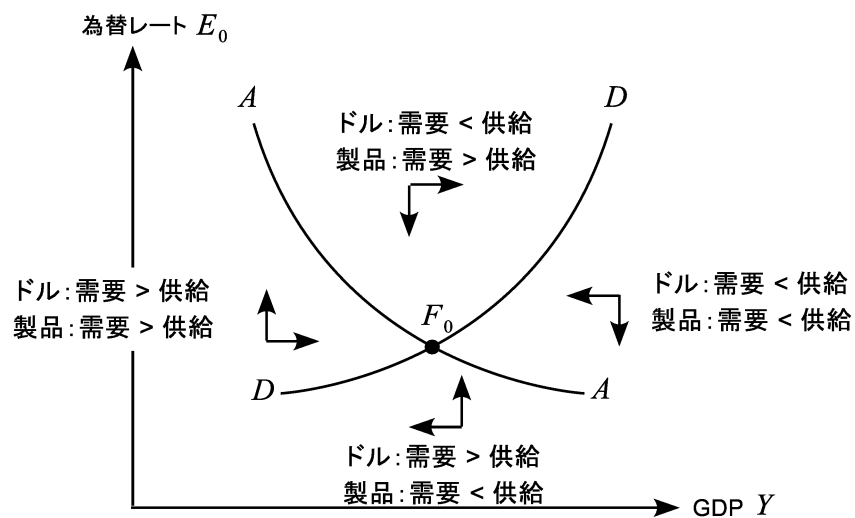 為替レート E₀
A
D
ドル：需要 < 供給
製品：需要 > 供給
ドル：需要 > 供給
製品：需要 > 供給
ドル：需要 < 供給
製品：需要 < 供給
F₀
D
A
ドル：需要 > 供給
製品：需要 < 供給
GDP Y